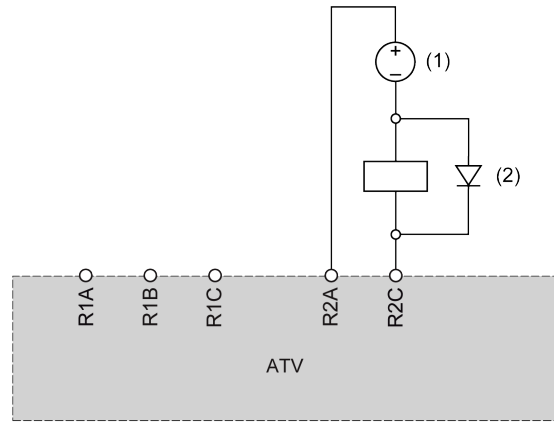 +
(1)
–
(2)
R1A
R1B
R1C
R2A
R2C
ATV